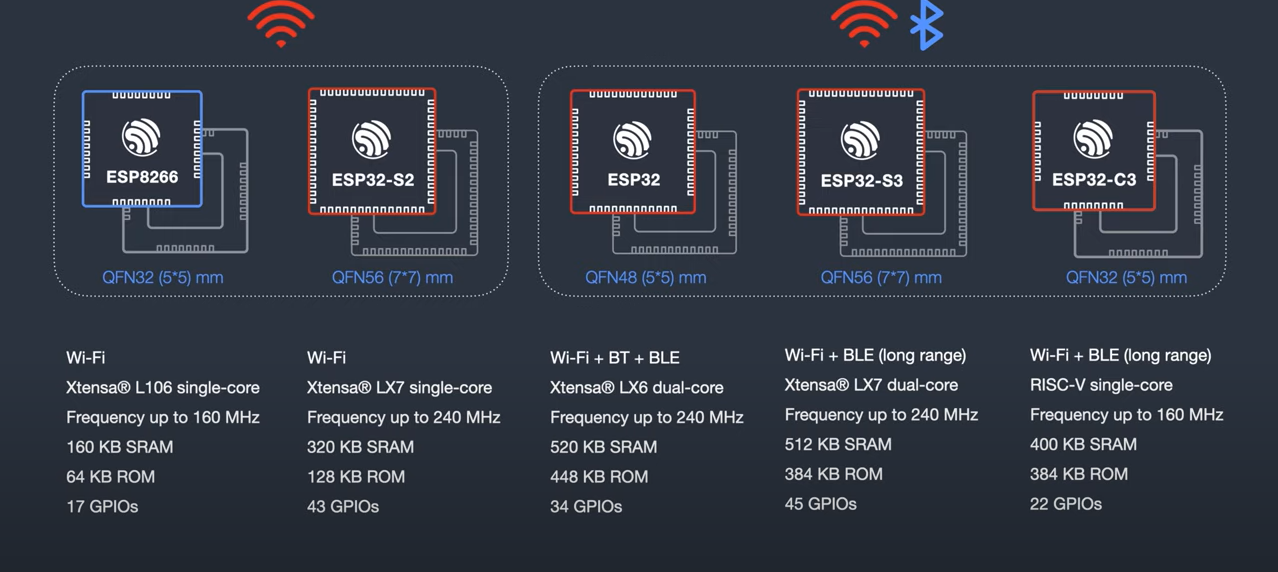 ESP8266
QFN32 (5*5) mm
ESP32-S2
QFN56 (7*7) mm
ESP32
QFN48 (5*5) mm
ESP32-S3
QFN56 (7*7) mm
ESP32-C3
QFN32 (5*5) mm
Wi-Fi
Xtensa® L106 single-core
Frequency up to 160 MHz
160 KB SRAM
64 KB ROM
17 GPIOs
Wi-Fi
Xtensa® LX7 single-core
Frequency up to 240 MHz
320 KB SRAM
128 KB ROM
43 GPIOs
Wi-Fi + BT + BLE
Xtensa® LX6 dual-core
Frequency up to 240 MHz
520 KB SRAM
448 KB ROM
34 GPIOs
Wi-Fi + BLE (long range)
Xtensa® LX7 dual-core
Frequency up to 240 MHz
512 KB SRAM
384 KB ROM
45 GPIOs
Wi-Fi + BLE (long range)
RISC-V single-core
Frequency up to 160 MHz
400 KB SRAM
384 KB ROM
22 GPIOs